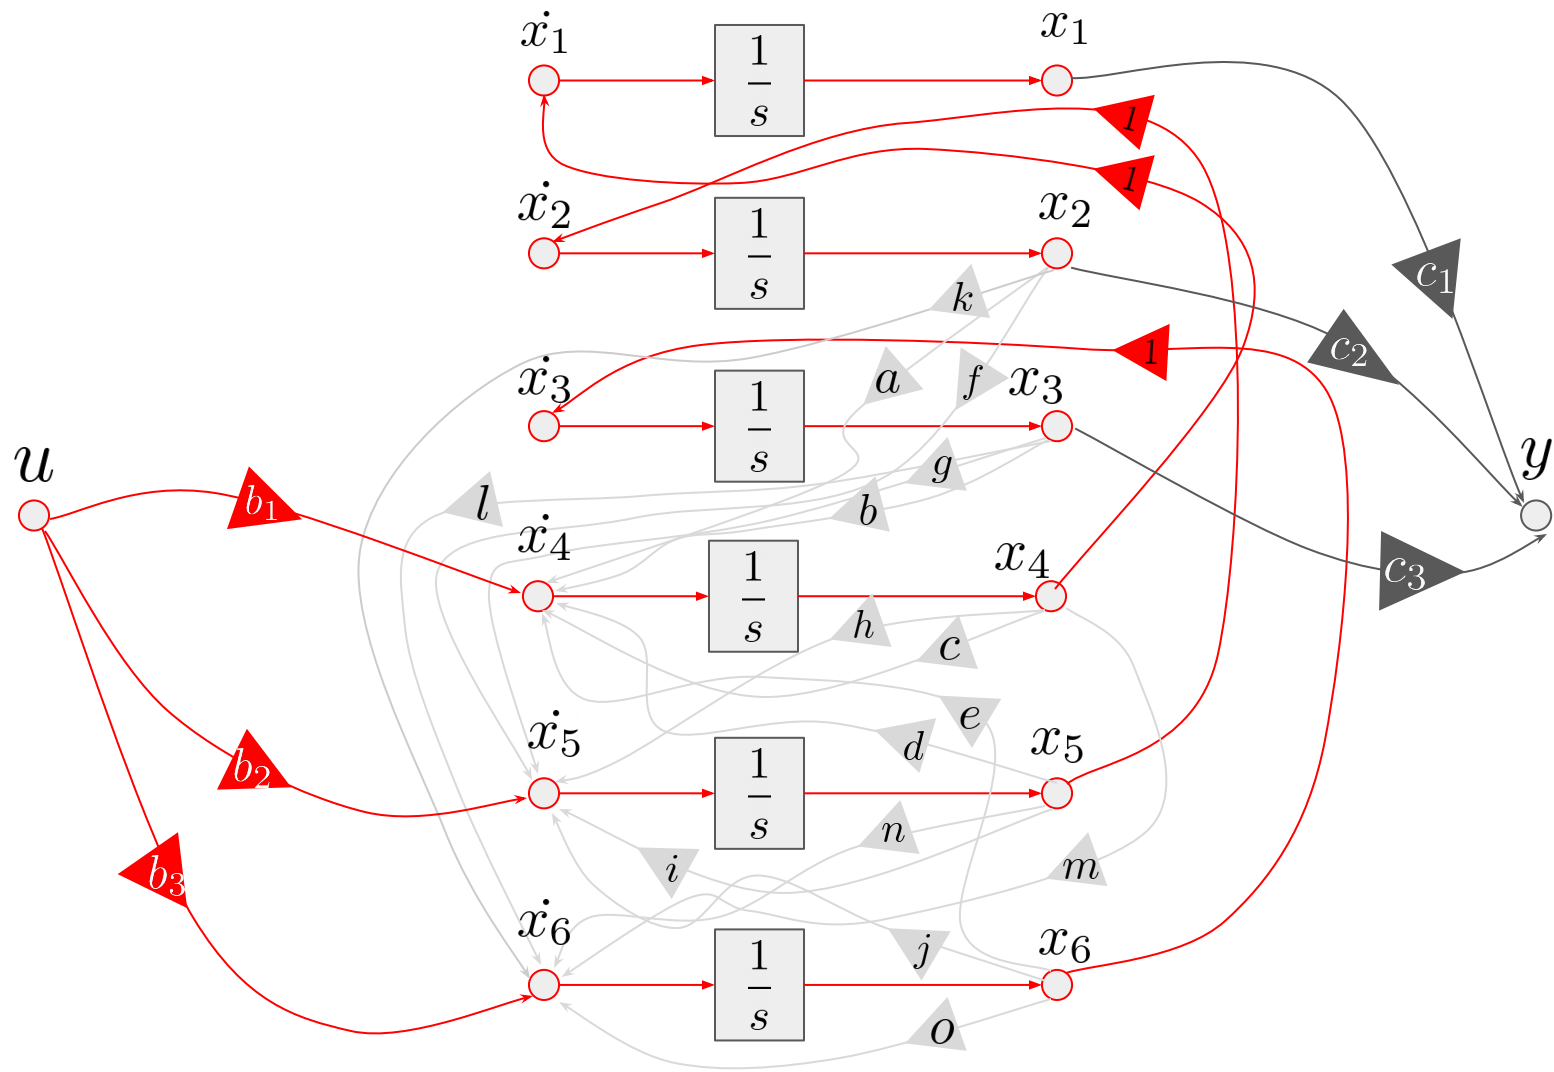 ẋ₁ 1/s x₁
1
1
ẋ₂ 1/s x₂
c₁
k
c₂
ẋ₃ 1/s a f x₃
1
u y
b₁ l g
b
ẋ₄ 1/s x₄
c₃
h
c
e
ẋ₅ 1/s d x₅
b₂
n
b₃ i m
ẋ₆ 1/s j x₆
o